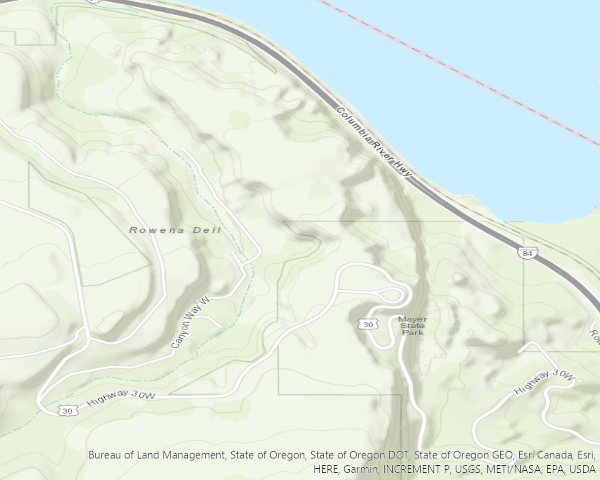 Columbia River Hwy
Rowena Dell
84
Canyon Way W
30
Mayer
State
Park
Highway 30W
Highway 30W
30
Bureau of Land Management, State of Oregon, State of Oregon DOT, State of Oregon GEO, Esri Canada, Esri,
HERE, Garmin, INCREMENT P, USGS, METI/NASA, EPA, USDA